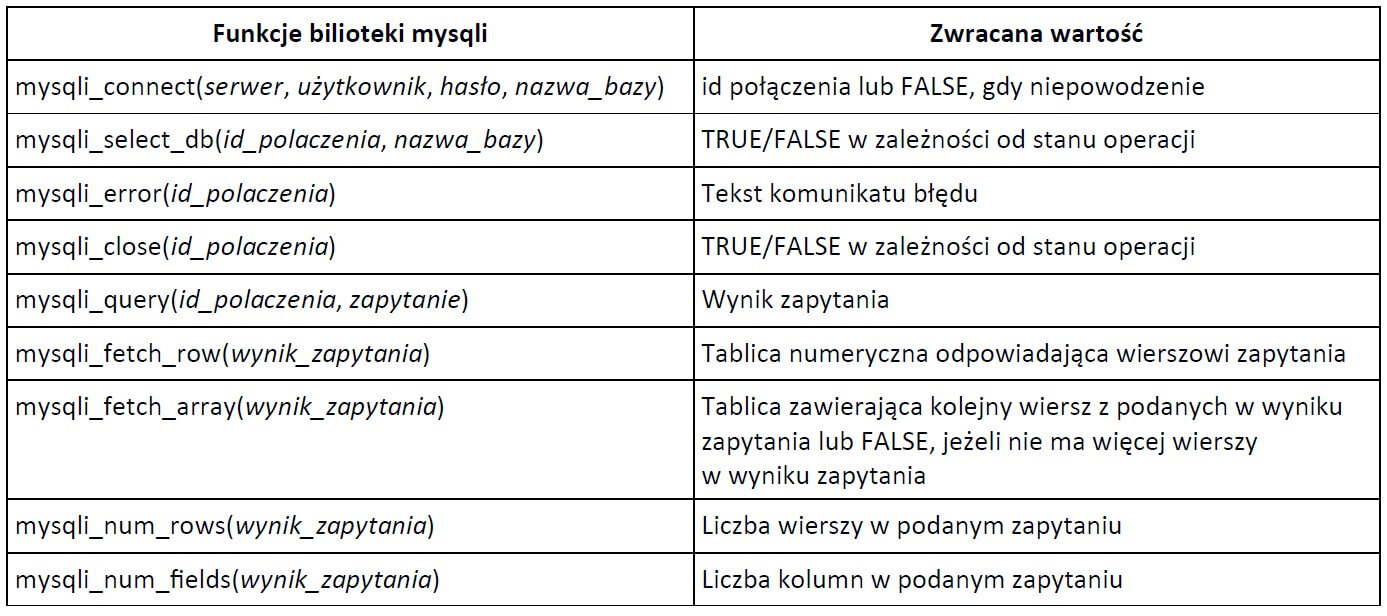 Funkcje bilioteki mysqli
Zwracana wartość
mysqli_connect(serwer, użytkownik, hasło, nazwa_bazy)
id połączenia lub FALSE, gdy niepowodzenie
mysqli_select_db(id_polaczenia, nazwa_bazy)
TRUE/FALSE w zależności od stanu operacji
mysqli_error(id_polaczenia)
Tekst komunikatu błędu
mysqli_close(id_polaczenia)
TRUE/FALSE w zależności od stanu operacji
mysqli_query(id_polaczenia, zapytanie)
Wynik zapytania
mysqli_fetch_row(wynik_zapytania)
Tablica numeryczna odpowiadająca wierszowi zapytania
mysqli_fetch_array(wynik_zapytania)
Tablica zawierająca kolejny wiersz z podanych w wyniku
zapytania lub FALSE, jeżeli nie ma więcej wierszy
w wyniku zapytania
mysqli_num_rows(wynik_zapytania)
Liczba wierszy w podanym zapytaniu
mysqli_num_fields(wynik_zapytania)
Liczba kolumn w podanym zapytaniu